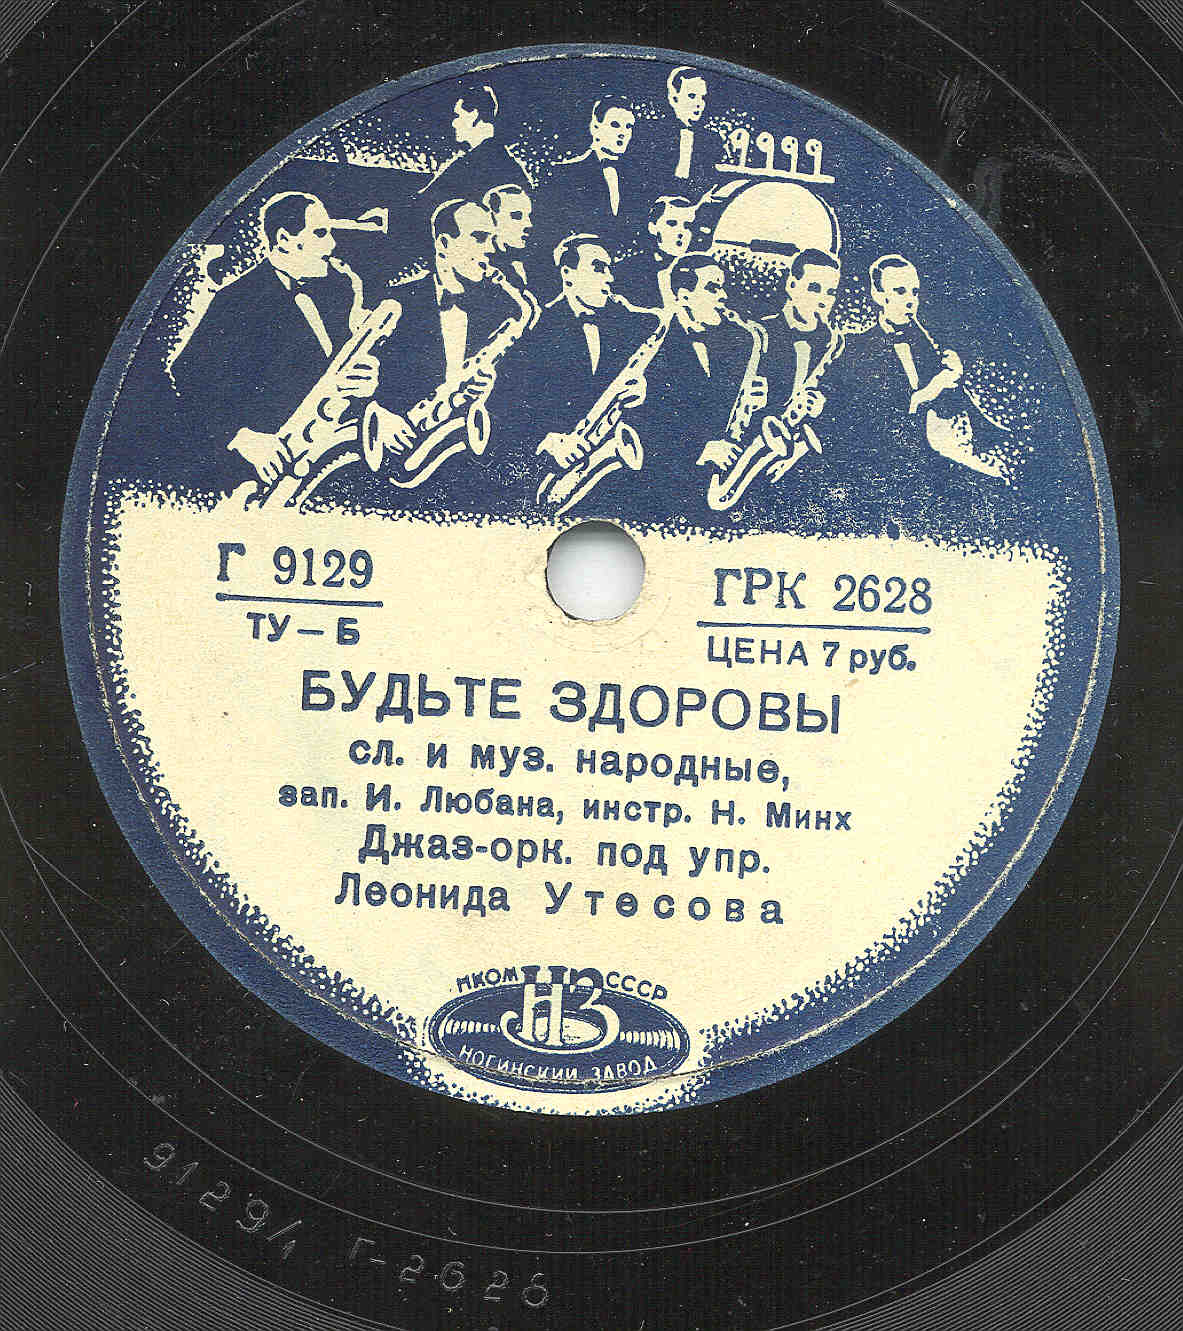 Г 9129
ТУ–Б
ГРК 2628
ЦЕНА 7 руб.
БУДЬТЕ ЗДОРОВЫ
сл. и муз. народные,
зап. И. Любана, инстр. Н. Минх
Джаз-орк. под упр.
Леонида Утесова
НКОМ НЗ СССР
НОГИНСКИЙ ЗАВОД
9129/1 Г-2628